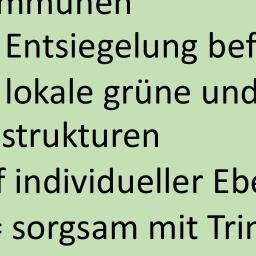 mmunen
Entsiegelung bef
lokale grüne und
strukturen
f individueller Ebe
sorgsam mit Trin